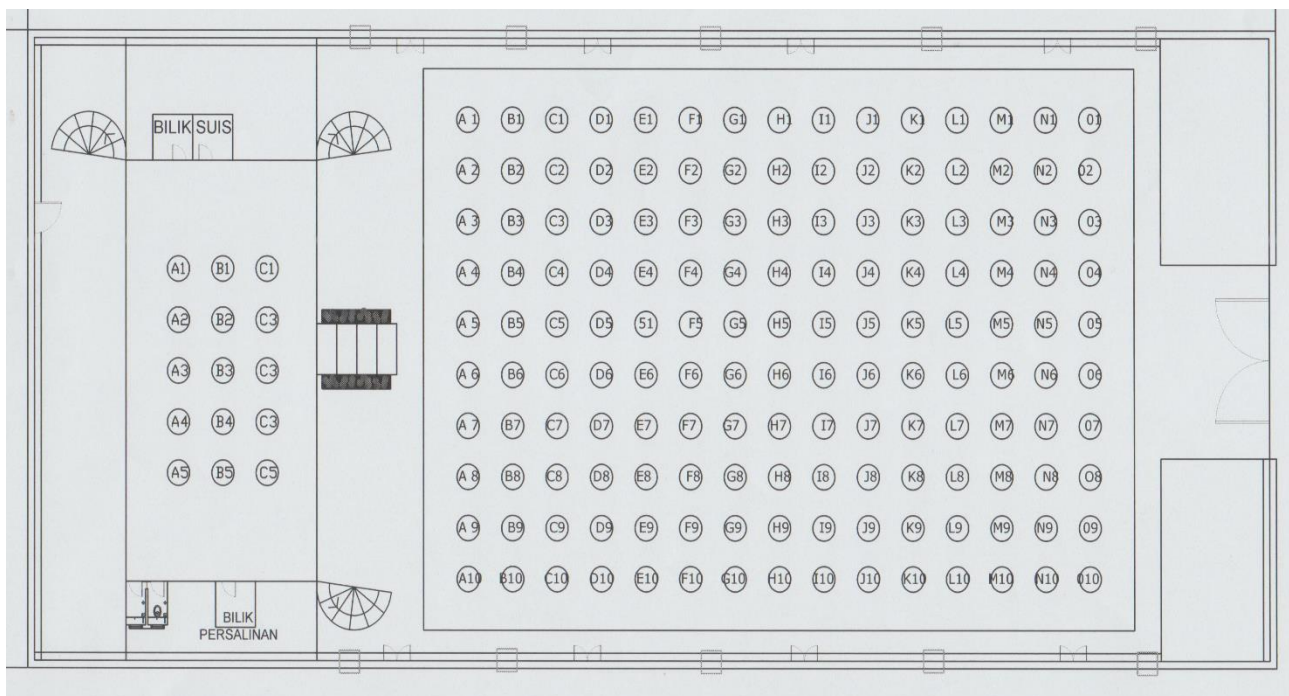 BILIK SUIS
A 1 B1 C1 D1 E1 F1 G1 H1 I1 J1 K1 L1 M1 N1 01
A 2 B2 C2 D2 E2 F2 G2 H2 I2 J2 K2 L2 M2 N2 02
A 3 B3 C3 D3 E3 F3 G3 H3 I3 J3 K3 L3 M3 N3 03
A 4 B4 C4 D4 E4 F4 G4 H4 I4 J4 K4 L4 M4 N4 04
A 5 B5 C5 D5 51 F5 G5 H5 I5 J5 K5 L5 M5 N5 05
A 6 B6 C6 D6 E6 F6 G6 H6 I6 J6 K6 L6 M6 N6 06
A 7 B7 C7 D7 E7 F7 G7 H7 I7 J7 K7 L7 M7 N7 07
A 8 B8 C8 D8 E8 F8 G8 H8 I8 J8 K8 L8 M8 N8 O8
A 9 B9 C9 D9 E9 F9 G9 H9 I9 J9 K9 L9 M9 N9 09
A10 B10 C10 D10 E10 F10 G10 H10 I10 J10 K10 L10 M10 N10 O10
A1 B1 C1
A2 B2 C3
A3 B3 C3
A4 B4 C3
A5 B5 C5
BILIK
PERSALINAN